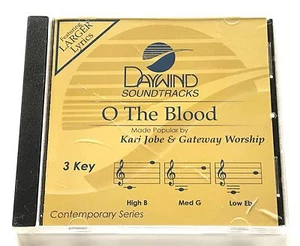 Featuring
LARGER
Lyrics
DAYWIND
SOUNDTRACKS
O The Blood
Made Popular by
Kari Jobe & Gateway Worship
3 Key
High B Med G Low Eb
Contemporary Series